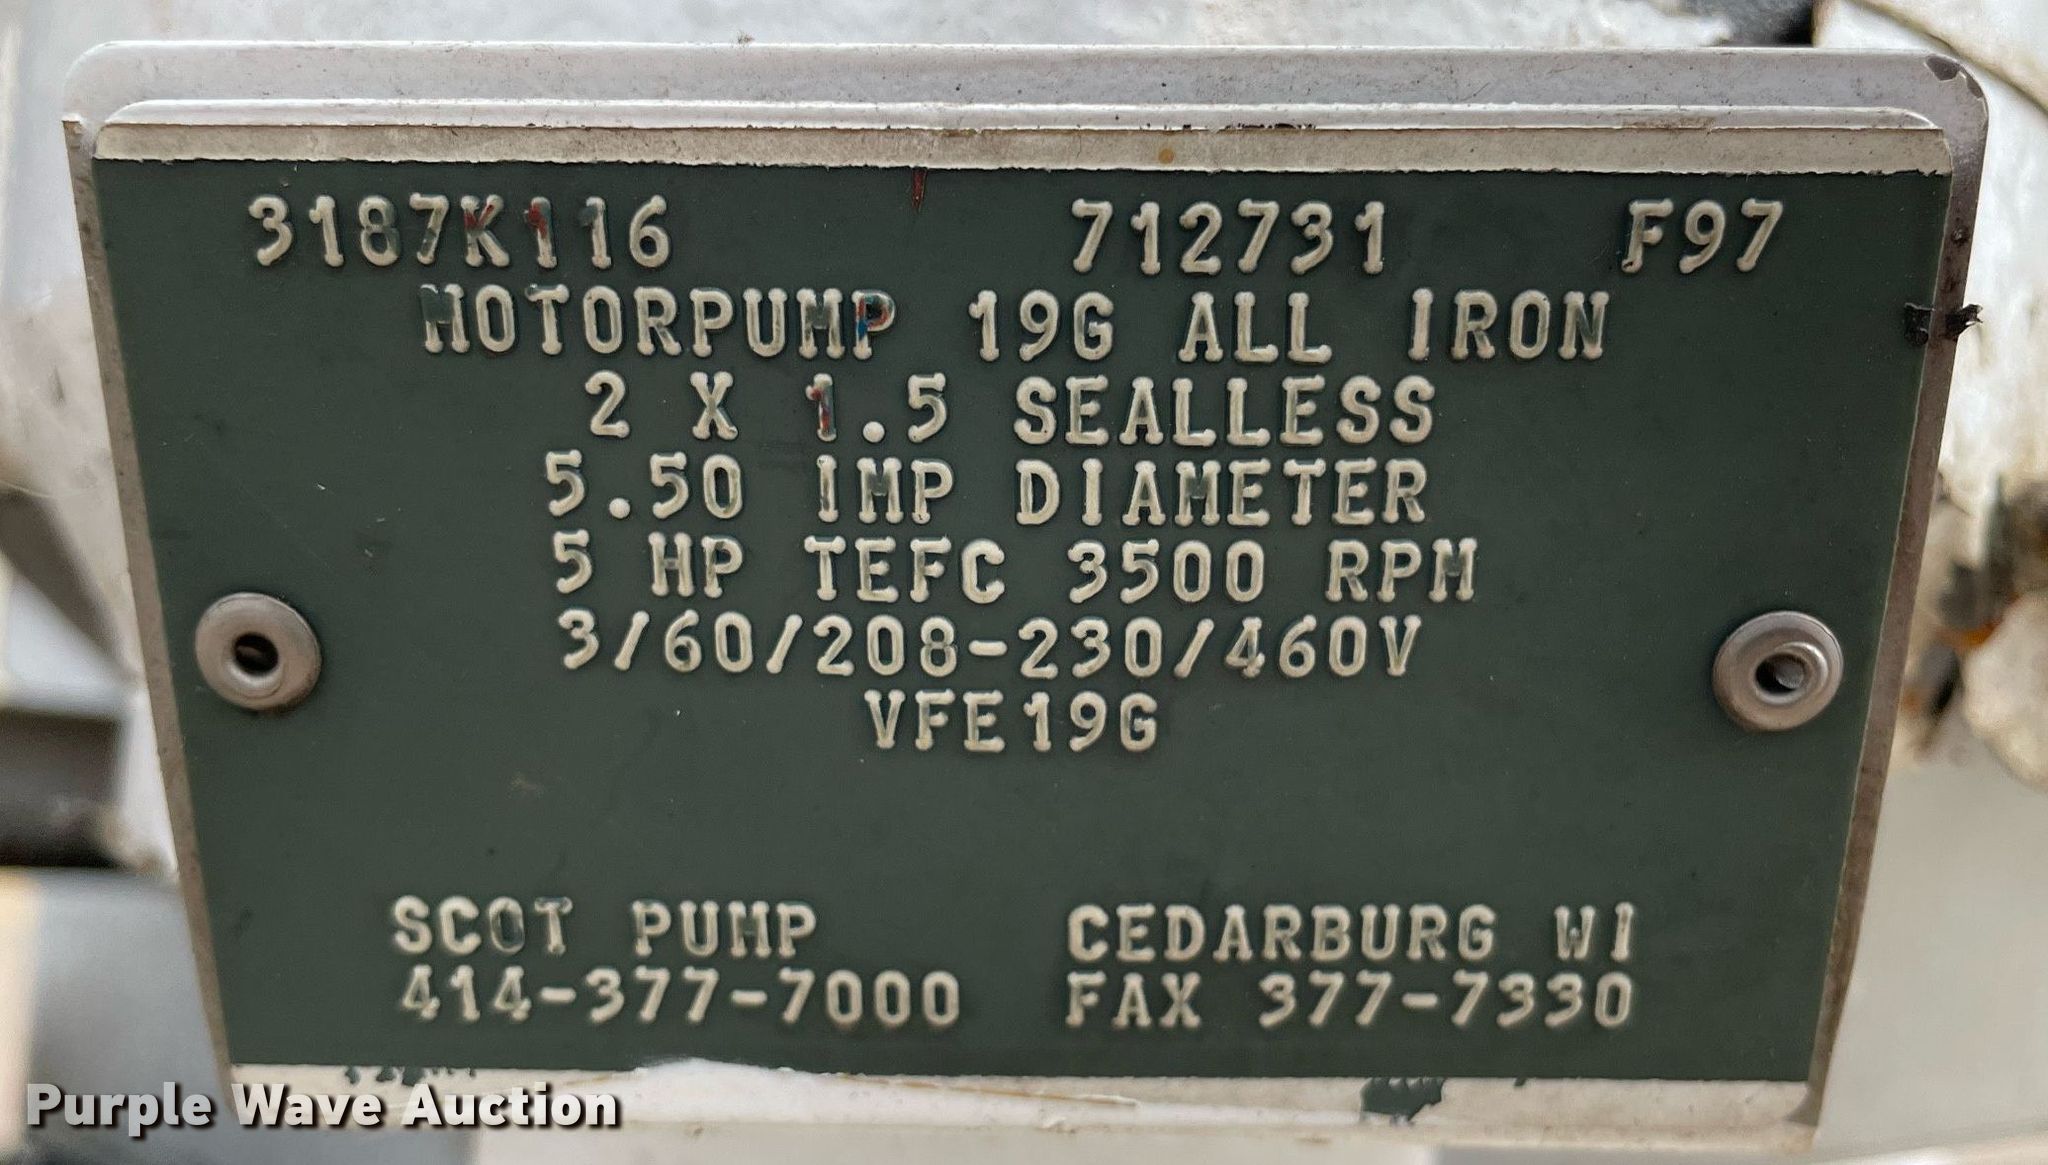 3187K116 712731 F97
MOTORPUMP 19G ALL IRON
2 X 1.5 SEALLESS
5.50 IMP DIAMETER
5 HP TEFC 3500 RPM
3/60/208-230/460V
VFE19G
SCOT PUMP CEDARBURG WI
414-377-7000 FAX 377-7330
Purple Wave Auction